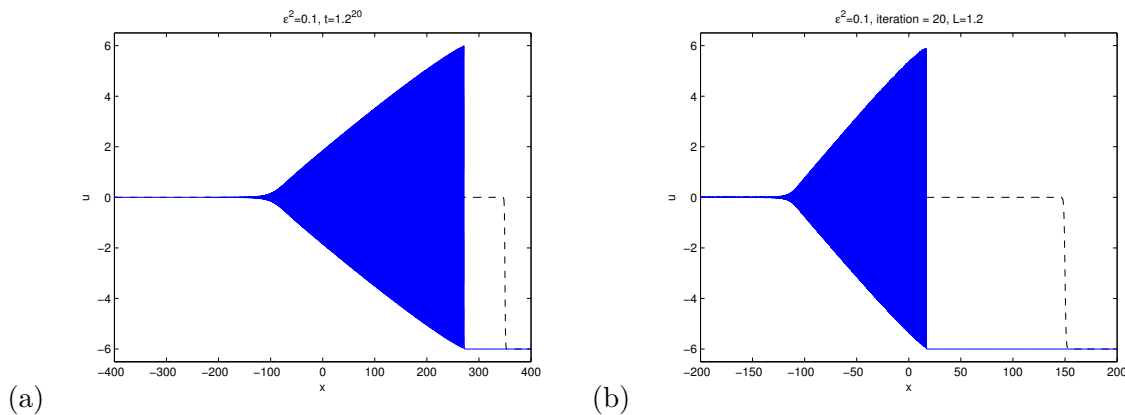 ε²=0.1, t=1.2²⁰
6
4
2
0
−2
−4
−6
u
−400 −300 −200 −100 0 100 200 300 400
x
(a)
ε²=0.1, iteration = 20, L=1.2
6
4
2
0
−2
−4
−6
u
−200 −150 −100 −50 0 50 100 150 200
x
(b)